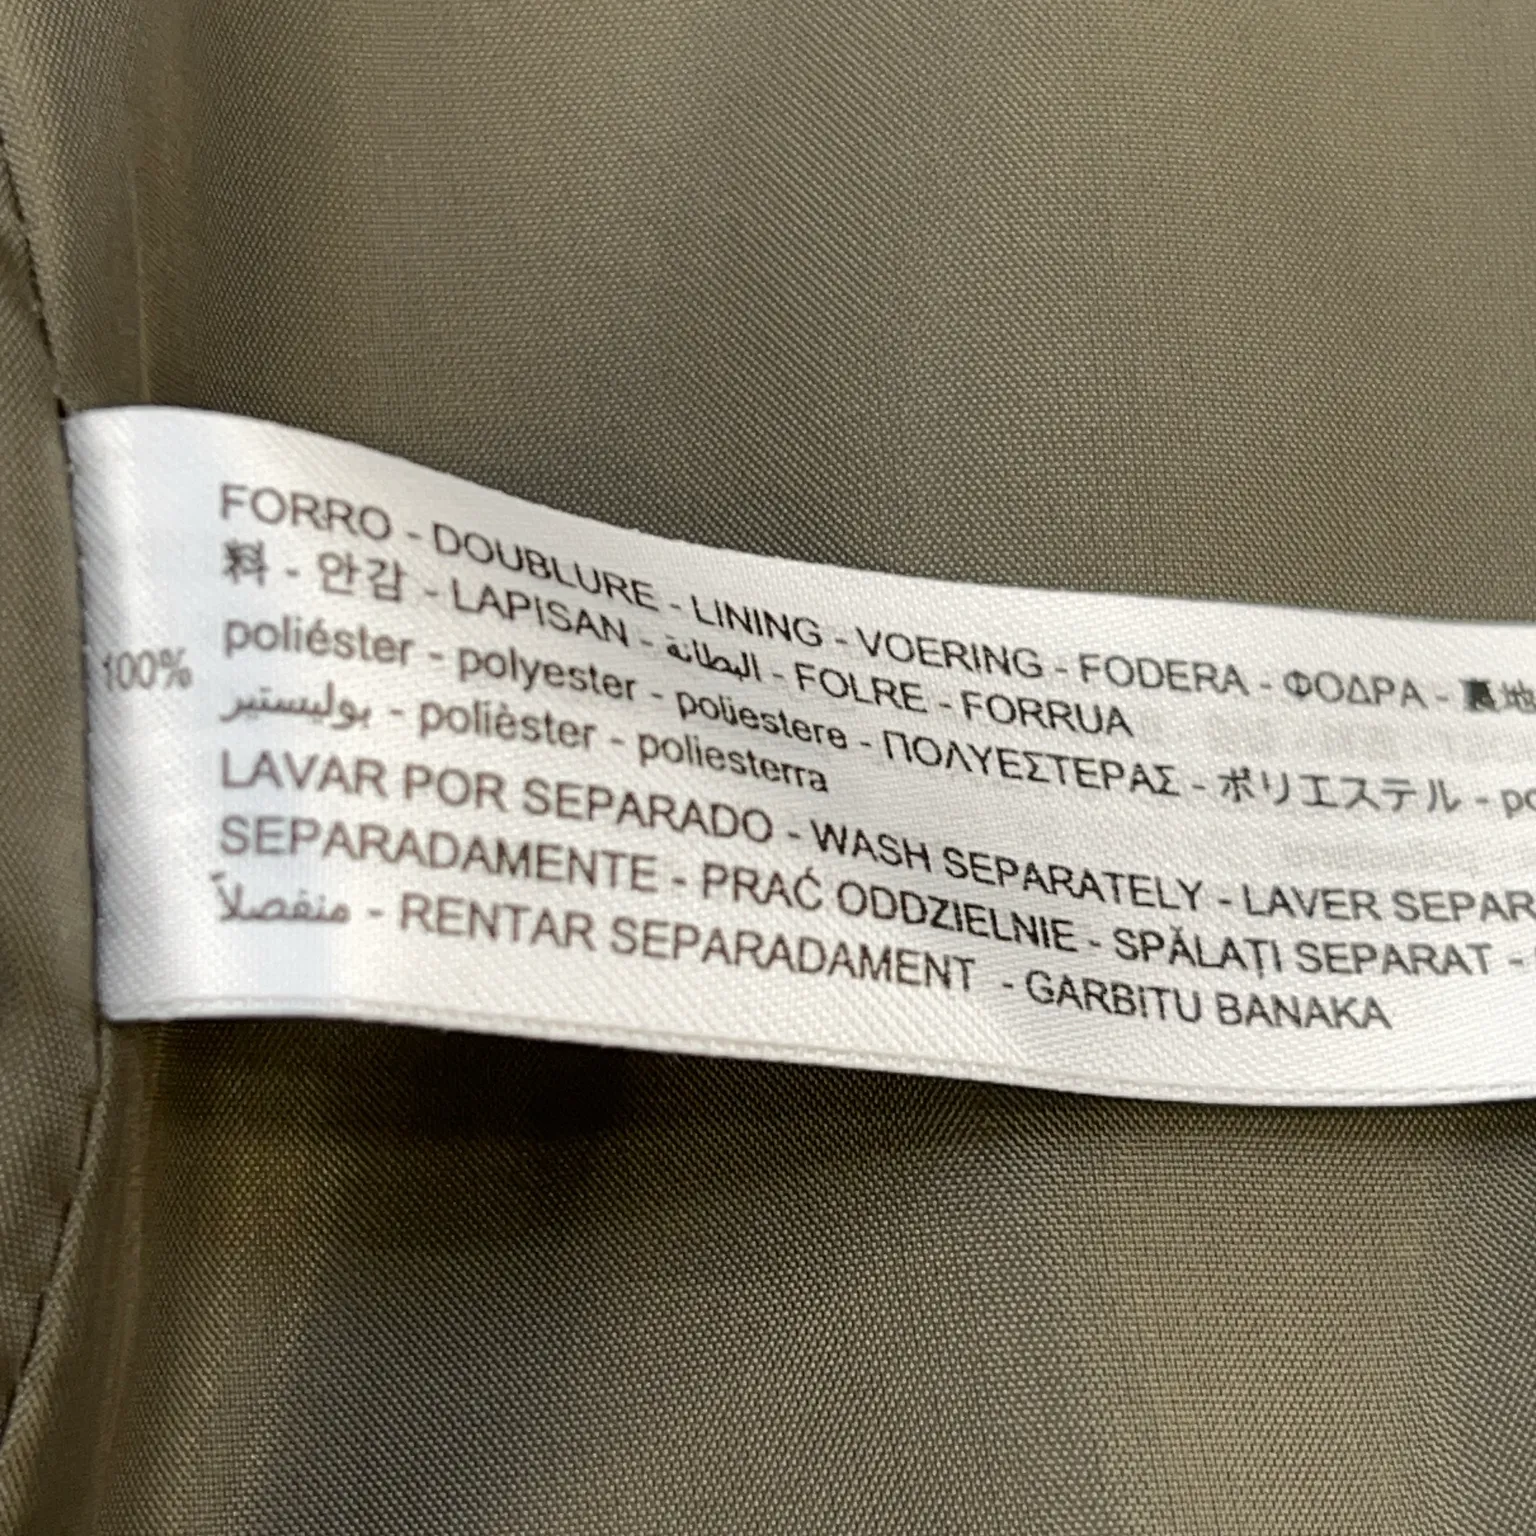 FORRO - DOUBLURE - LINING - VOERING - FODERA - ΦΟΔΡΑ - 裏地
料 - 안감 - LAPISAN - البطانة - FOLRE - FORRUA
100% poliéster - polyester - poliestere - ΠΟΛΥΕΣΤΕΡΑΣ - ポリエステル -
بوليستير - polièster - poliesterra
LAVAR POR SEPARADO - WASH SEPARATELY - LAVER
SEPARADAMENTE - PRAĆ ODDZIELNIE - SPĂLAȚI SEPARAT -
منفصلاً - RENTAR SEPARADAMENT - GARBITU BANAKA